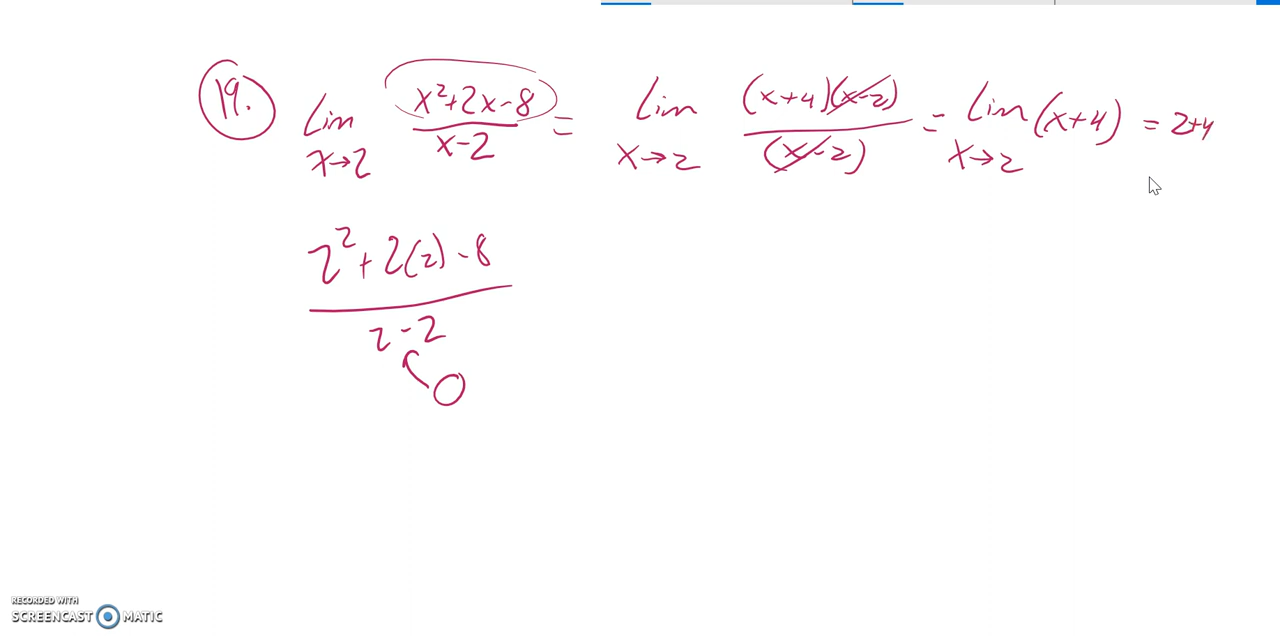 19. Lim x→2 x²+2x-8 / x-2 = Lim x→2 (x+4)(x-2) / (x-2) = Lim x→2 (x+4) = 2+4
2² + 2(2) - 8
2 - 2
0
RECORDED WITH
SCREENCAST MATIC